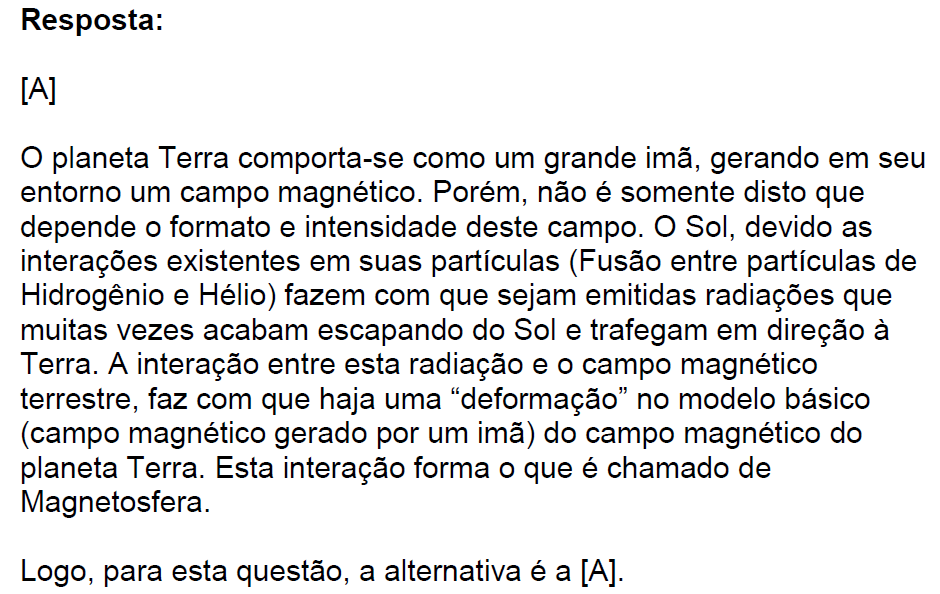 Resposta:
[A]
O planeta Terra comporta-se como um grande imã, gerando em seu
entorno um campo magnético. Porém, não é somente disto que
depende o formato e intensidade deste campo. O Sol, devido as
interações existentes em suas partículas (Fusão entre partículas de
Hidrogênio e Hélio) fazem com que sejam emitidas radiações que
muitas vezes acabam escapando do Sol e trafegam em direção à
Terra. A interação entre esta radiação e o campo magnético
terrestre, faz com que haja uma “deformação” no modelo básico
(campo magnético gerado por um imã) do campo magnético do
planeta Terra. Esta interação forma o que é chamado de
Magnetosfera.
Logo, para esta questão, a alternativa é a [A].